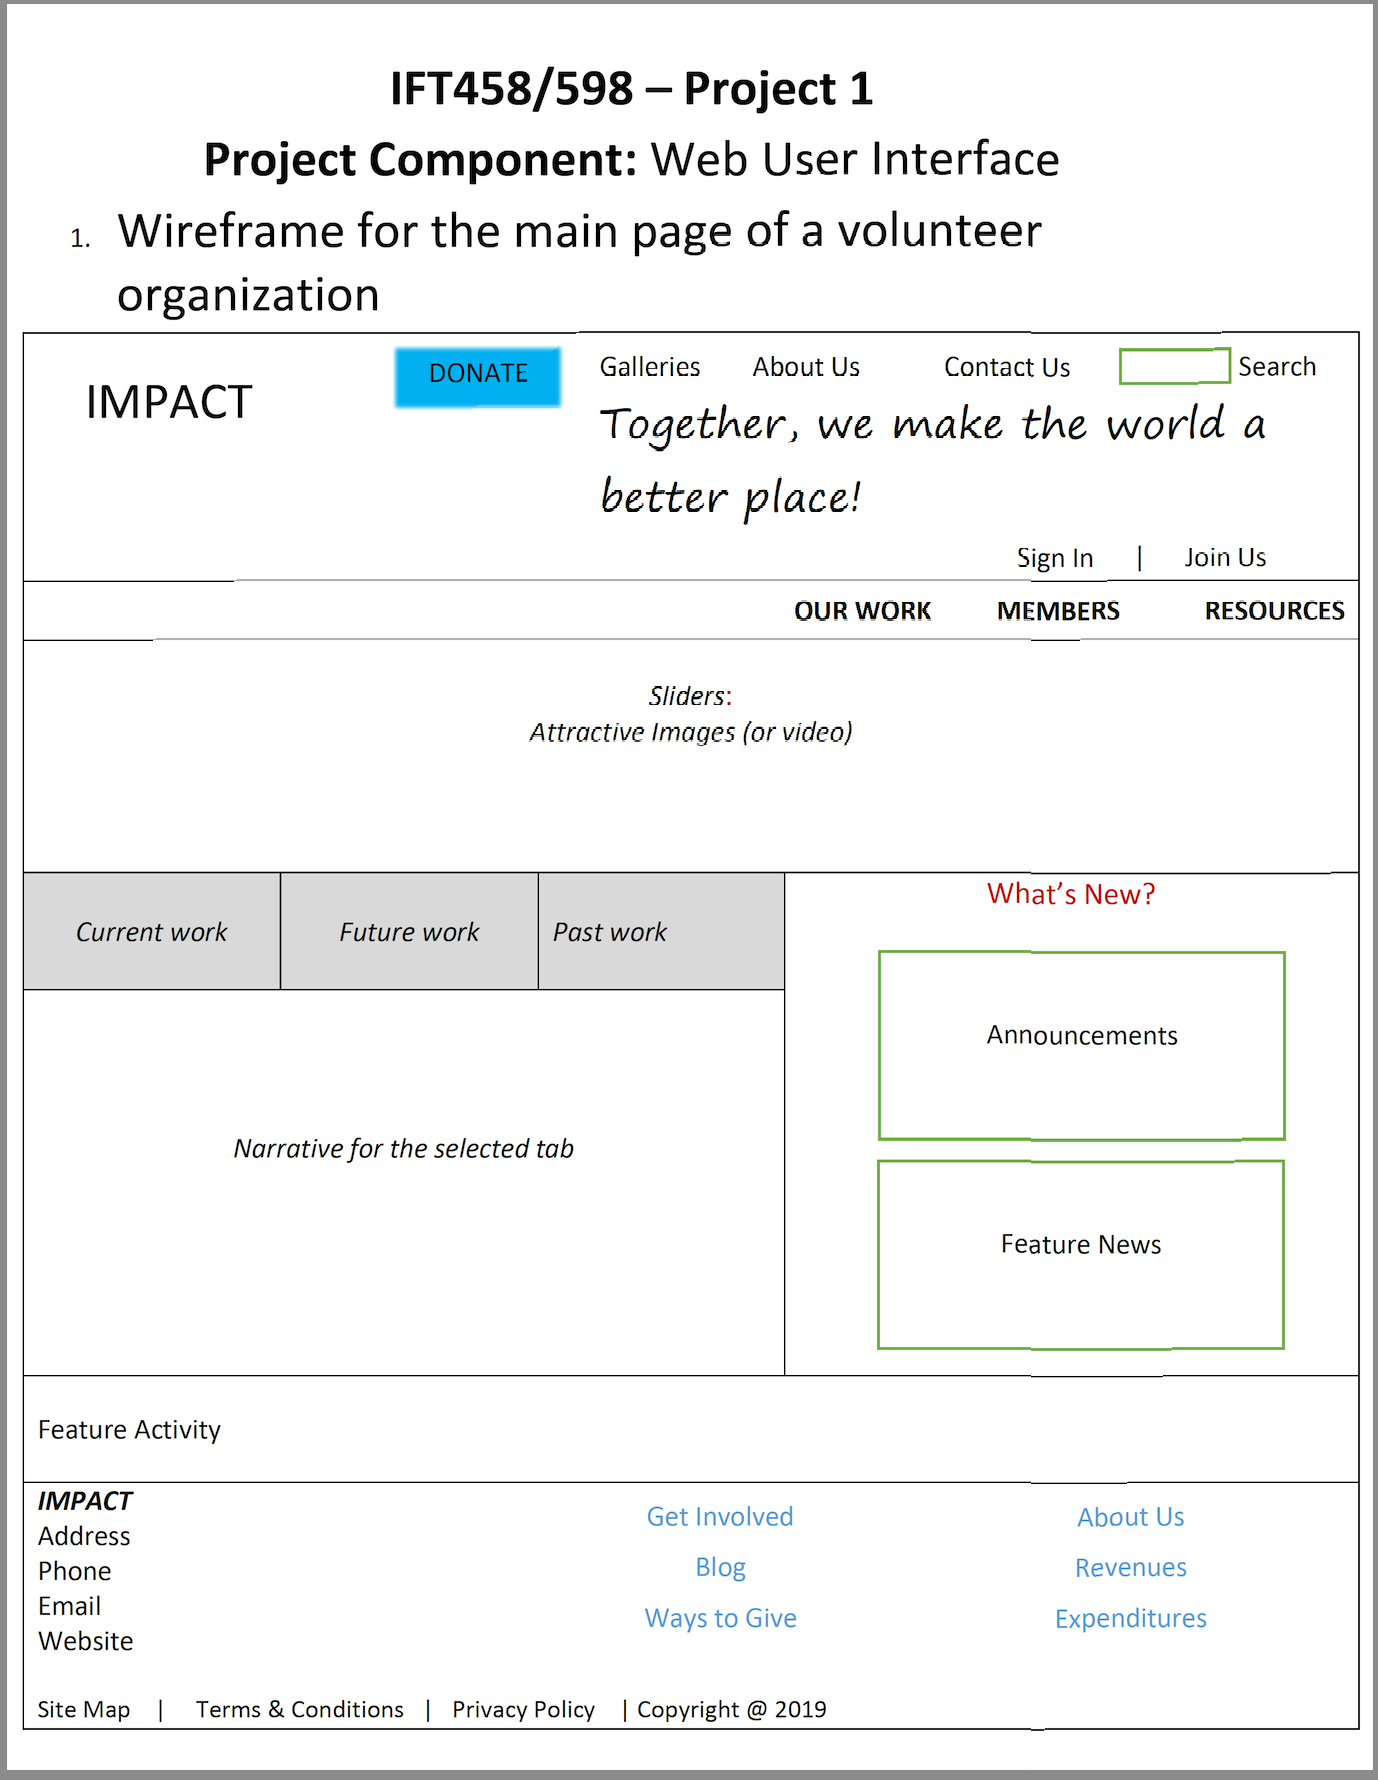 IFT458/598 – Project 1
Project Component: Web User Interface
1. Wireframe for the main page of a volunteer
organization
IMPACT
DONATE
Galleries About Us Contact Us Search
Together, we make the world a
better place!
Sign In | Join Us
OUR WORK MEMBERS RESOURCES
Sliders:
Attractive Images (or video)
Current work Future work Past work
Narrative for the selected tab
What's New?
Announcements
Feature News
Feature Activity
IMPACT
Address
Phone
Email
Website
Get Involved
Blog
Ways to Give
About Us
Revenues
Expenditures
Site Map | Terms & Conditions | Privacy Policy | Copyright @ 2019